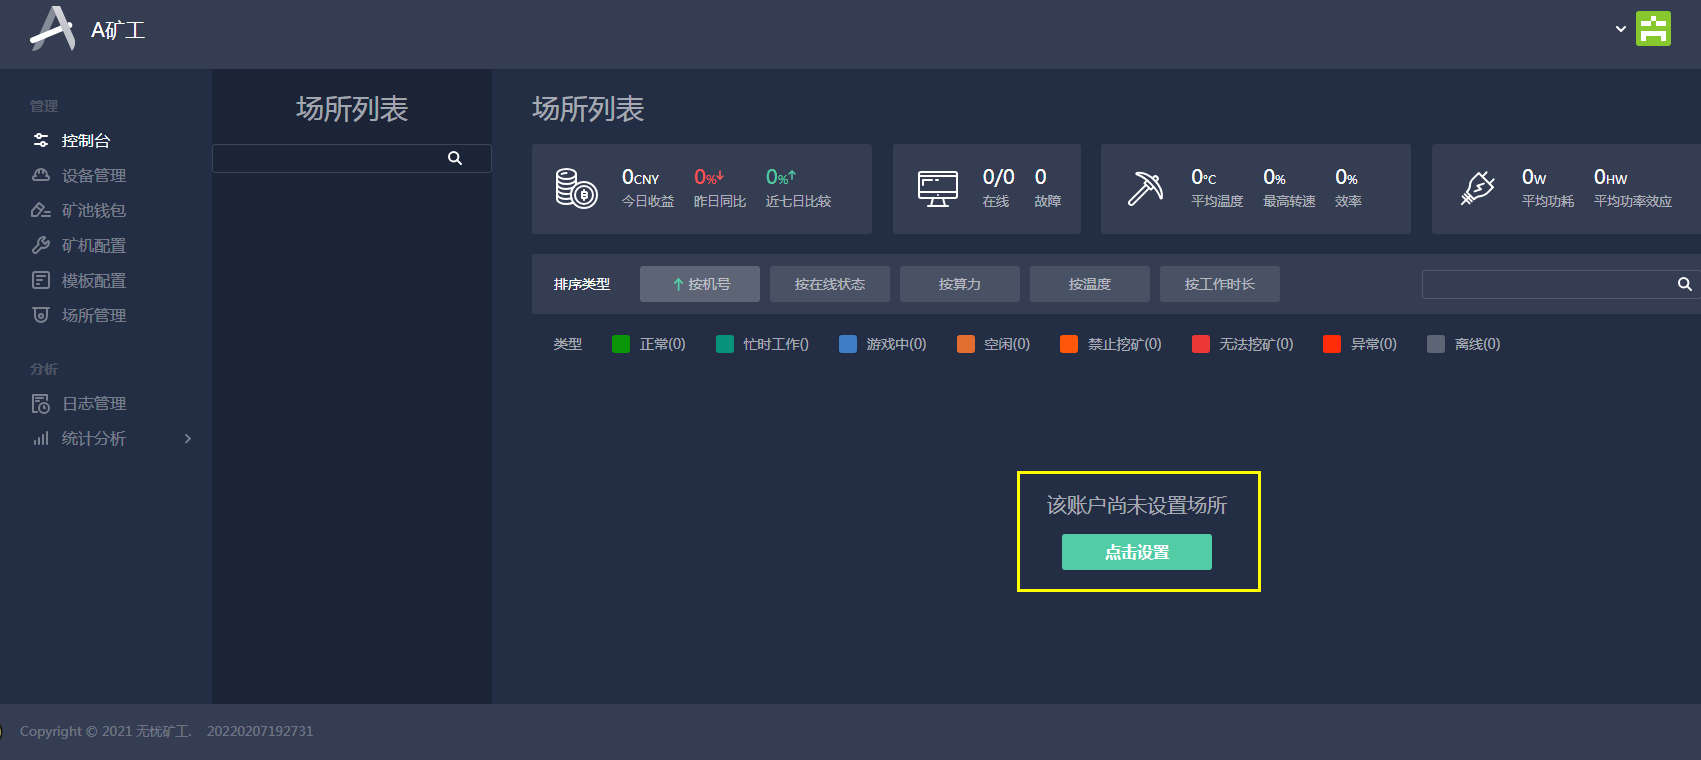 A矿工
管理
控制台
设备管理
矿池钱包
矿机配置
模板配置
场所管理
分析
日志管理
统计分析
场所列表
场所列表
0CNY 0% 0%
今日收益 昨日同比 近七日比较
0/0 0
在线 故障
0°C 0% 0%
平均温度 最高转速 效率
0W 0HW
平均功耗 平均功率效应
排序类型 按机号 按在线状态 按算力 按温度 按工作时长
类型 正常(0) 忙时工作() 游戏中(0) 空闲(0) 禁止挖矿(0) 无法挖矿(0) 异常(0) 离线(0)
该账户尚未设置场所
点击设置
Copyright © 2021 无忧矿工. 20220207192731